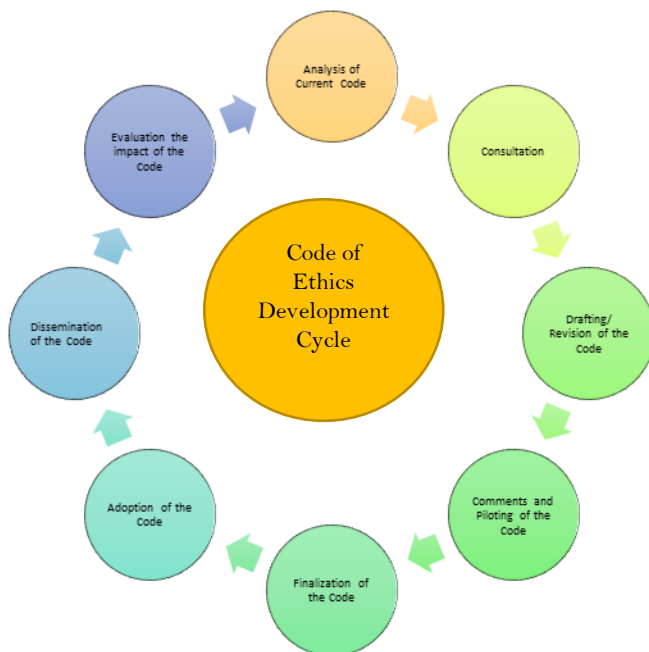 Analysis of
Current Code
Consultation
Drafting/
Revision of the
Code
Comments and
Piloting of the
Code
Finalization of
the Code
Adoption of the
Code
Dissemination
of the Code
Evaluation the
impact of the
Code
Code of
Ethics
Development
Cycle